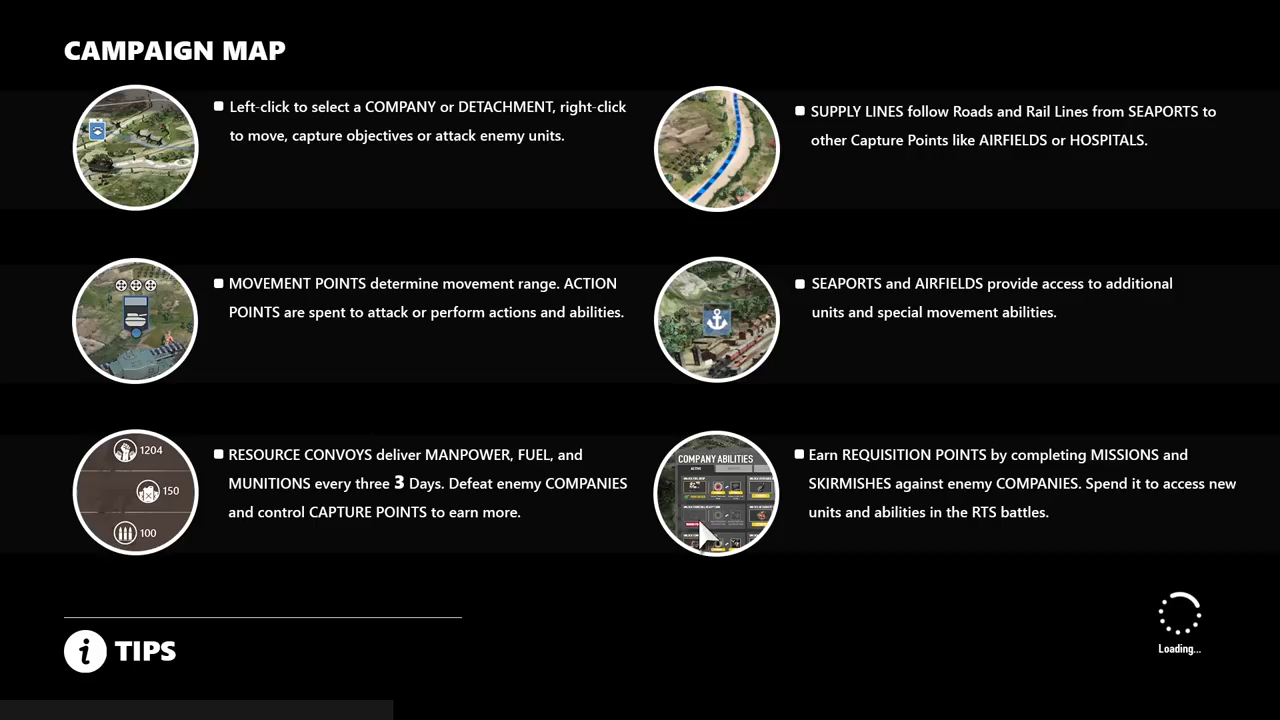 CAMPAIGN MAP
Left-click to select a COMPANY or DETACHMENT, right-click
to move, capture objectives or attack enemy units.
SUPPLY LINES follow Roads and Rail Lines from SEAPORTS to
other Capture Points like AIRFIELDS or HOSPITALS.
MOVEMENT POINTS determine movement range. ACTION
POINTS are spent to attack or perform actions and abilities.
SEAPORTS and AIRFIELDS provide access to additional
units and special movement abilities.
1204
150
100
RESOURCE CONVOYS deliver MANPOWER, FUEL, and
MUNITIONS every three 3 Days. Defeat enemy COMPANIES
and control CAPTURE POINTS to earn more.
COMPANY ABILITIES
Earn REQUISITION POINTS by completing MISSIONS and
SKIRMISHES against enemy COMPANIES. Spend it to access new
units and abilities in the RTS battles.
Loading...
i TIPS